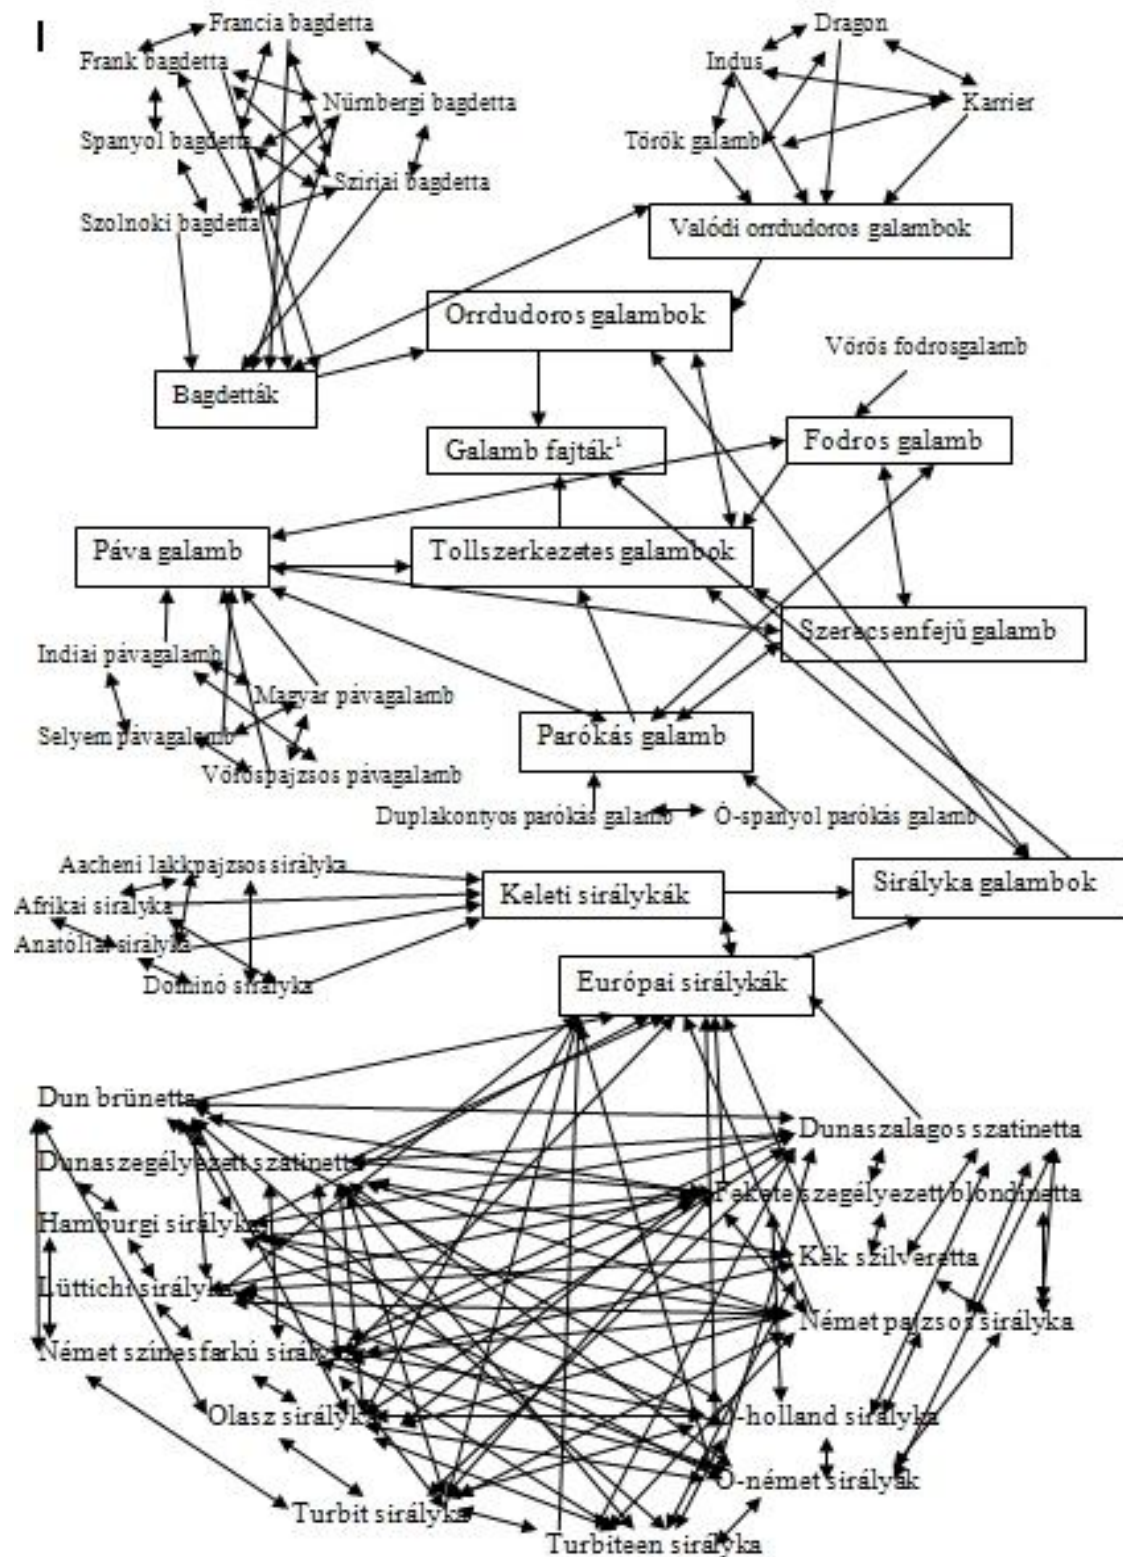 I
Francia bagdetta
Dragon
Frank bagdetta
Indus
Nürnbergi bagdetta
Karrier
Spanyol bagdetta
Török galamb
Szíriai bagdetta
Szolnoki bagdetta
Valódi orrdudoros galambok
Orrdudoros galambok
Vörös fodrosgalamb
Bagdetták
Galamb fajták¹
Fodros galamb
Páva galamb
Tollszerkezetes galambok
Szerecsenfejű galamb
Indiai pávagalamb
Magyar pávagalamb
Selyem pávagalamb
Parókás galamb
Vöröspajzsos pávagalamb
Duplakontyos parókás galamb
Ó-spanyol parókás galamb
Aacheni lakkpajzsos sirályka
Keleti sirálykák
Sirályka galambok
Afrikai sirályka
Anatóliai sirályka
Dominó sirályka
Európai sirálykák
Dun brünetta
Dunaszalagos szatinetta
Dunaszegélyezett szatinetta
Fekete szegélyezett blondinetta
Hamburgi sirályka
Kék szilveretta
Lüttichi sirályka
Német pajzsos sirályka
Német színesfarkú sirályka
Olasz sirályka
Ó-holland sirályka
Ó-német sirályák
Turbit sirályka
Turbiteen sirályka